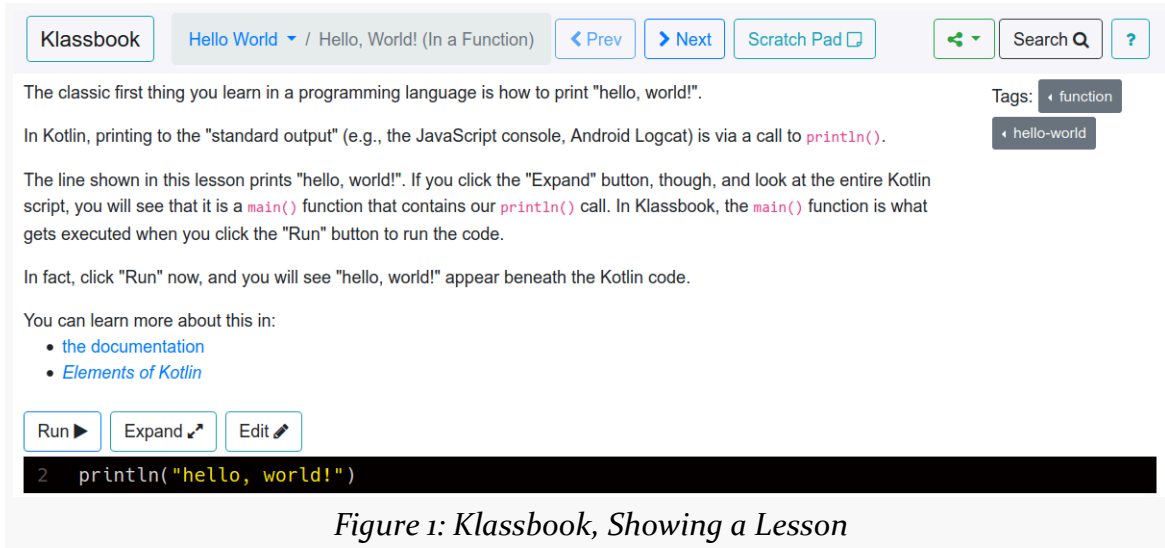 Klassbook Hello World / Hello, World! (In a Function) Prev Next Scratch Pad Search ?
The classic first thing you learn in a programming language is how to print "hello, world!".
Tags: function
In Kotlin, printing to the "standard output" (e.g., the JavaScript console, Android Logcat) is via a call to println().
hello-world
The line shown in this lesson prints "hello, world!". If you click the "Expand" button, though, and look at the entire Kotlin
script, you will see that it is a main() function that contains our println() call. In Klassbook, the main() function is what
gets executed when you click the "Run" button to run the code.
In fact, click "Run" now, and you will see "hello, world!" appear beneath the Kotlin code.
You can learn more about this in:
• the documentation
• Elements of Kotlin
Run Expand Edit
2 println("hello, world!")
Figure 1: Klassbook, Showing a Lesson